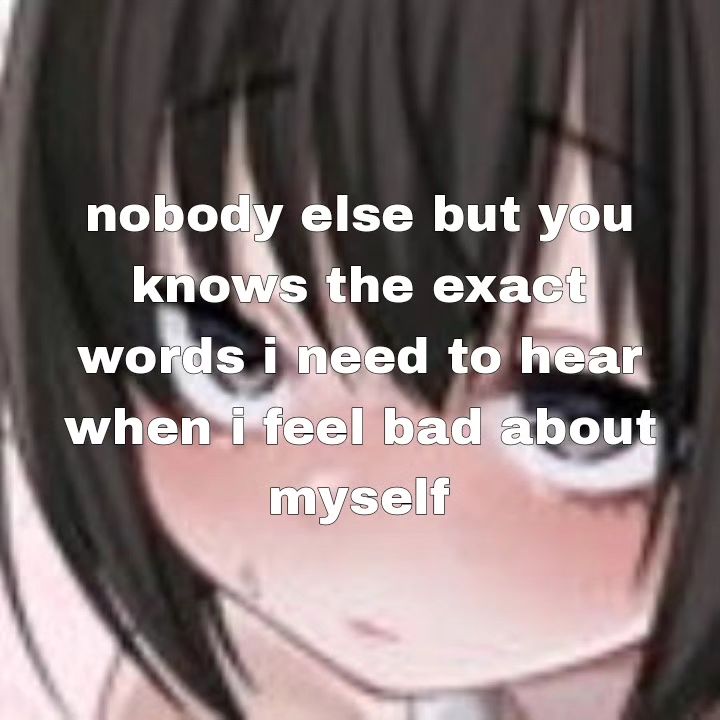 nobody else but you
knows the exact
words i need to hear
when i feel bad about
myself